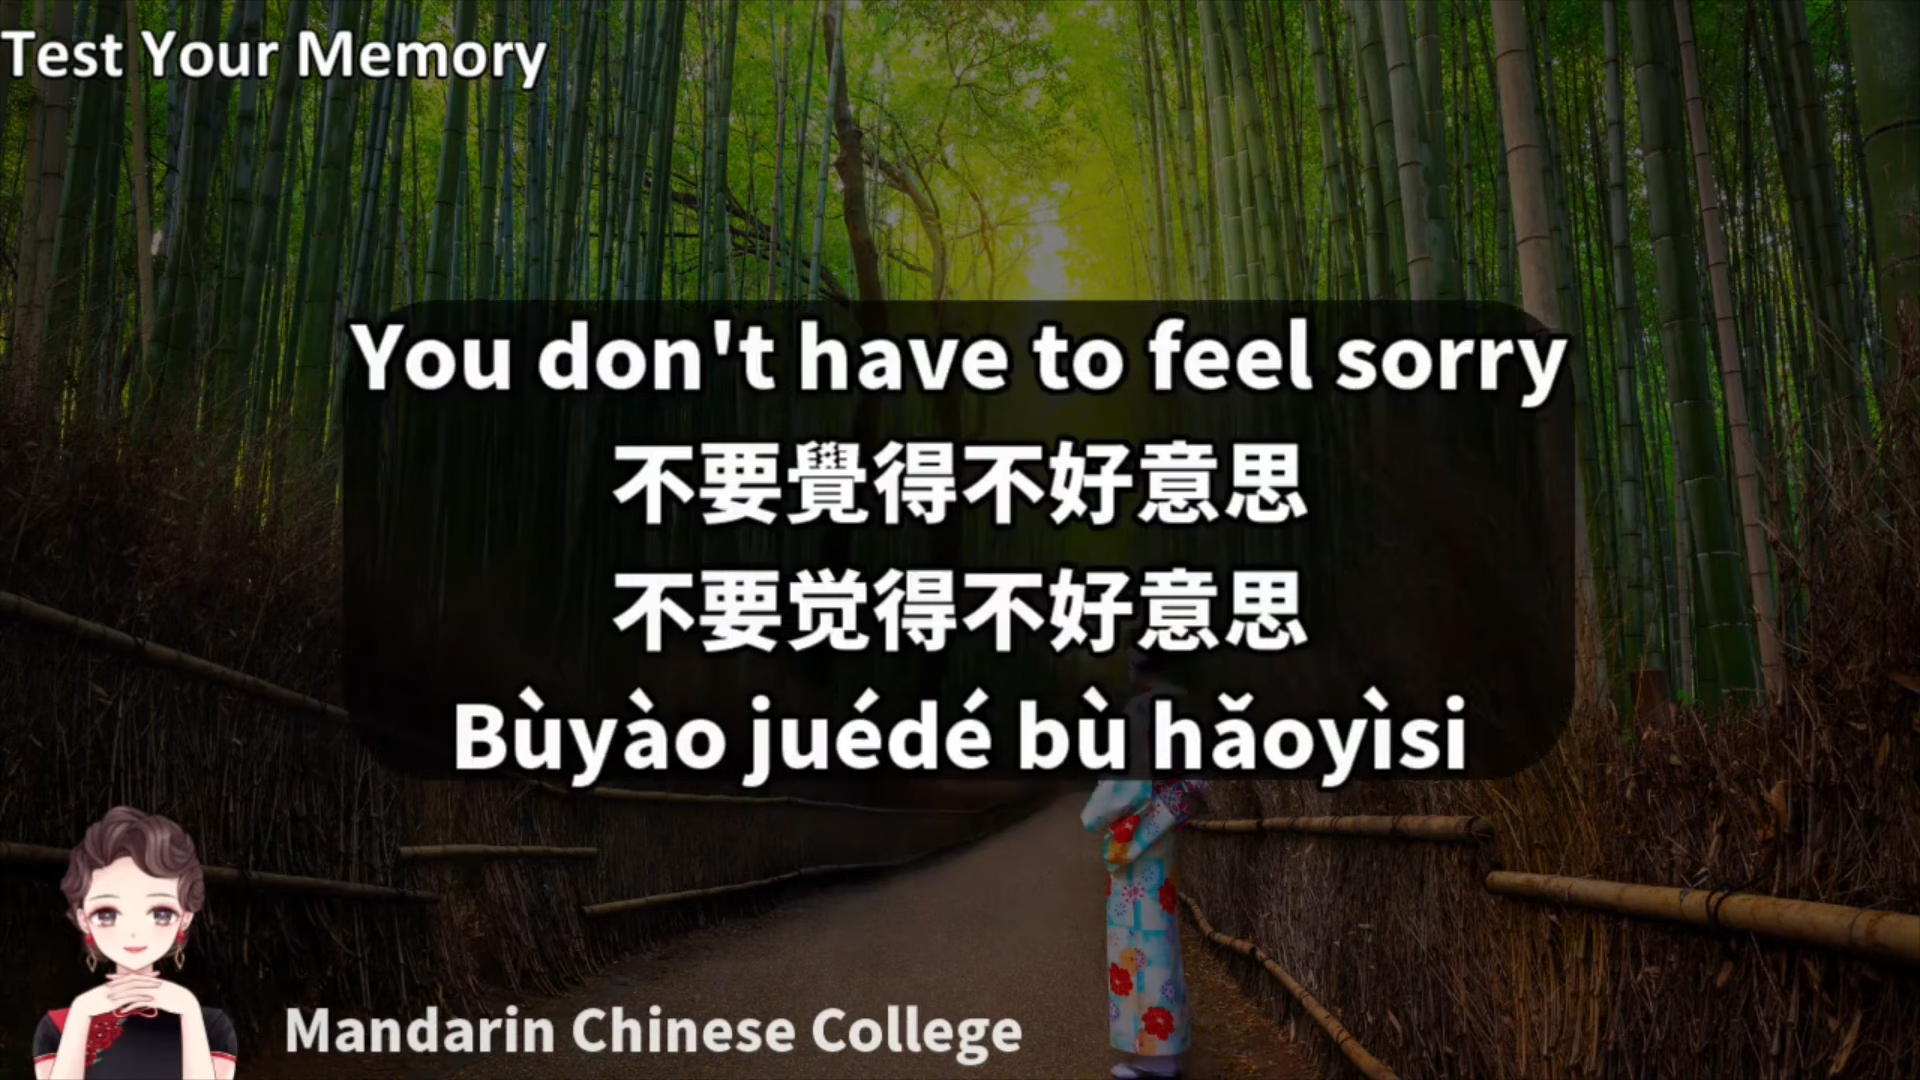 Test Your Memory
You don't have to feel sorry
不要覺得不好意思
不要觉得不好意思
Bùyào juédé bù hǎoyìsi
Mandarin Chinese College